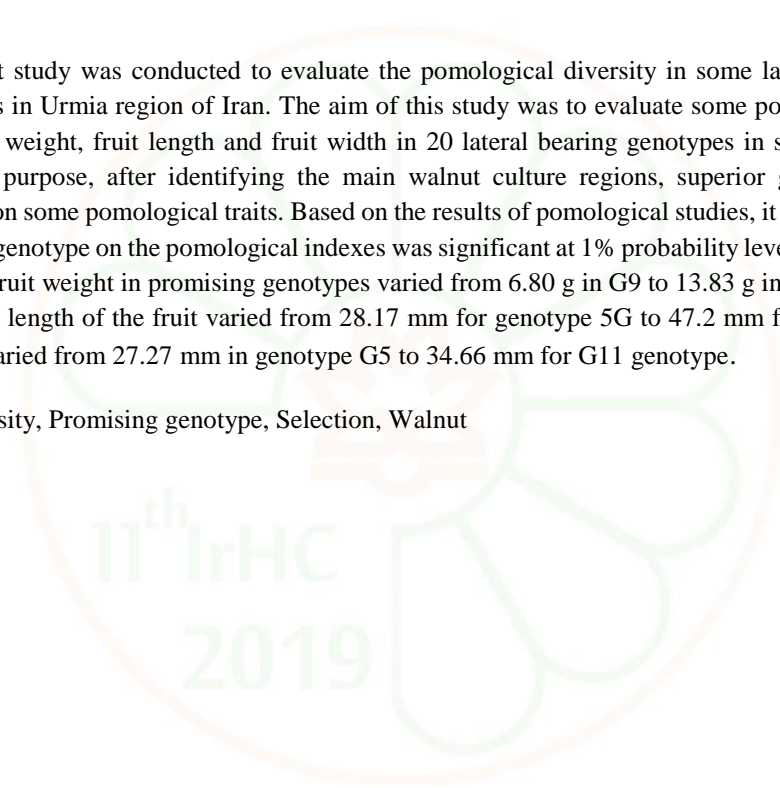 t study was conducted to evaluate the pomological diversity in some la
s in Urmia region of Iran. The aim of this study was to evaluate some po
weight, fruit length and fruit width in 20 lateral bearing genotypes in s
purpose, after identifying the main walnut culture regions, superior g
on some pomological traits. Based on the results of pomological studies, it
genotype on the pomological indexes was significant at 1% probability leve
ruit weight in promising genotypes varied from 6.80 g in G9 to 13.83 g in
length of the fruit varied from 28.17 mm for genotype 5G to 47.2 mm f
aried from 27.27 mm in genotype G5 to 34.66 mm for G11 genotype.
sity, Promising genotype, Selection, Walnut
11th IrHC
2019